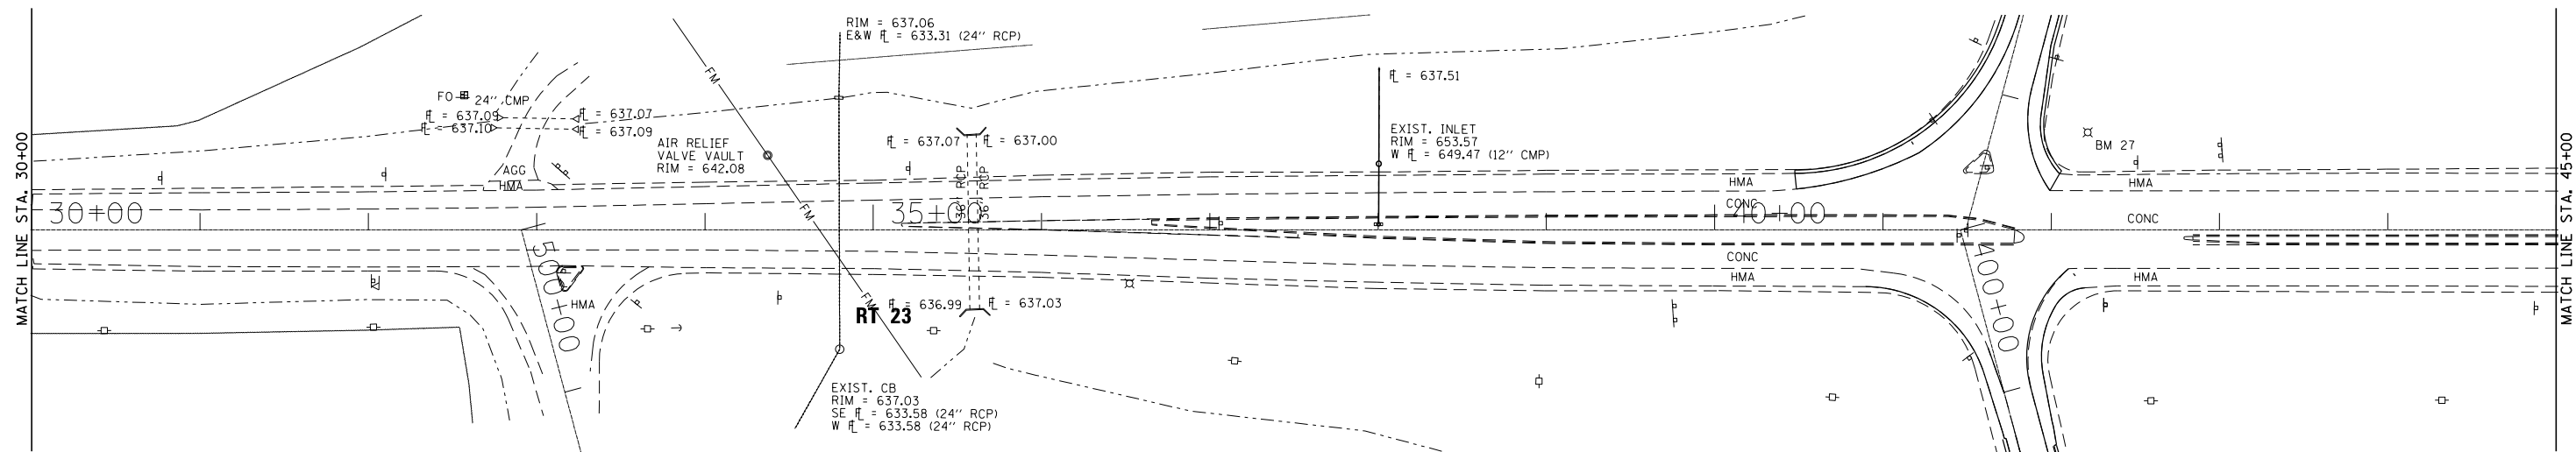 MATCH LINE STA. 30+00
RIM = 637.06
E&W FL = 633.31 (24'' RCP)
FM
FO
24'' CMP
FL = 637.09
FL = 637.10
FL = 637.07
FL = 637.09
AIR RELIEF
VALVE VAULT
RIM = 642.08
FL = 637.07
FL = 637.00
FL = 637.51
EXIST. INLET
RIM = 653.57
W FL = 649.47 (12'' CMP)
BM 27
AGG
HMA
36'' RCP
36'' RCP
HMA
HMA
30+00
FM
35+00
CONC
40+00
CONC
500+00
400+00
CONC
HMA
HMA
HMA
FM
FL = 636.99
FL = 637.03
RT 23
EXIST. CB
RIM = 637.03
SE FL = 633.58 (24'' RCP)
W FL = 633.58 (24'' RCP)
MATCH LINE STA. 45+00